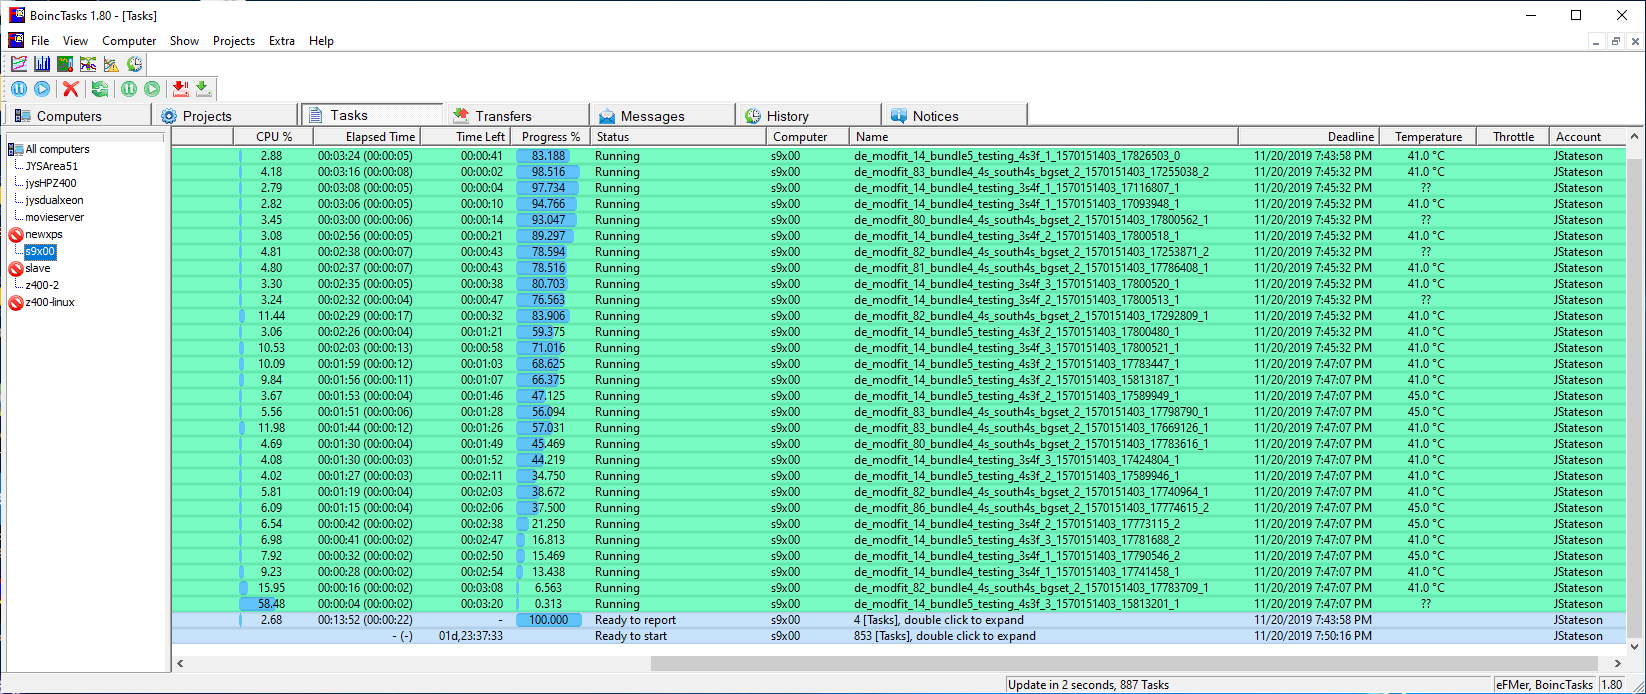 BoincTasks 1.80 - [Tasks]
File View Computer Show Projects Extra Help
Computers Projects Tasks Transfers Messages History Notices
All computers
JYSArea51
jysHPZ400
jysdualxeon
movieserver
newxps
s9x00
slave
z400-2
z400-linux
CPU % Elapsed Time Time Left Progress % Status Computer Name Deadline Temperature Throttle Account
2.88 00:03:24 (00:00:05) 00:00:41 83.188 Running s9x00 de_modfit_14_bundle5_testing_4s3f_1_1570151403_17826503_0 11/20/2019 7:43:58 PM 41.0 °C JStateson
4.18 00:03:16 (00:00:08) 00:00:02 98.516 Running s9x00 de_modfit_83_bundle4_4s_south4s_bgset_2_1570151403_17255038_2 11/20/2019 7:45:32 PM 41.0 °C JStateson
2.79 00:03:08 (00:00:05) 00:00:04 97.734 Running s9x00 de_modfit_14_bundle4_testing_3s4f_1_1570151403_17116807_1 11/20/2019 7:45:32 PM ?? JStateson
2.82 00:03:06 (00:00:05) 00:00:10 94.766 Running s9x00 de_modfit_14_bundle4_testing_3s4f_2_1570151403_17093948_1 11/20/2019 7:45:32 PM 41.0 °C JStateson
3.45 00:03:00 (00:00:06) 00:00:14 93.047 Running s9x00 de_modfit_80_bundle4_4s_south4s_bgset_2_1570151403_17800562_1 11/20/2019 7:45:32 PM ?? JStateson
3.08 00:02:56 (00:00:05) 00:00:21 89.297 Running s9x00 de_modfit_14_bundle4_testing_3s4f_2_1570151403_17800518_1 11/20/2019 7:45:32 PM 41.0 °C JStateson
4.81 00:02:38 (00:00:07) 00:00:43 78.594 Running s9x00 de_modfit_82_bundle4_4s_south4s_bgset_2_1570151403_17253871_2 11/20/2019 7:45:32 PM ?? JStateson
4.80 00:02:37 (00:00:07) 00:00:43 78.516 Running s9x00 de_modfit_81_bundle4_4s_south4s_bgset_2_1570151403_17786408_1 11/20/2019 7:45:32 PM 41.0 °C JStateson
3.30 00:02:35 (00:00:05) 00:00:38 80.703 Running s9x00 de_modfit_14_bundle4_testing_3s4f_3_1570151403_17800520_1 11/20/2019 7:45:32 PM 41.0 °C JStateson
3.24 00:02:32 (00:00:04) 00:00:47 76.563 Running s9x00 de_modfit_14_bundle4_testing_3s4f_2_1570151403_17800513_1 11/20/2019 7:45:32 PM ?? JStateson
11.44 00:02:29 (00:00:17) 00:00:32 83.906 Running s9x00 de_modfit_82_bundle4_4s_south4s_bgset_2_1570151403_17292809_1 11/20/2019 7:45:32 PM 41.0 °C JStateson
3.06 00:02:26 (00:00:04) 00:01:21 59.375 Running s9x00 de_modfit_14_bundle5_testing_4s3f_2_1570151403_17800480_1 11/20/2019 7:45:32 PM 41.0 °C JStateson
10.53 00:02:03 (00:00:13) 00:00:58 71.016 Running s9x00 de_modfit_14_bundle4_testing_3s4f_3_1570151403_17800521_1 11/20/2019 7:45:32 PM 41.0 °C JStateson
10.09 00:01:59 (00:00:12) 00:01:03 68.625 Running s9x00 de_modfit_14_bundle4_testing_3s4f_2_1570151403_17783447_1 11/20/2019 7:47:07 PM 41.0 °C JStateson
9.84 00:01:56 (00:00:11) 00:01:07 66.375 Running s9x00 de_modfit_14_bundle4_testing_3s4f_2_1570151403_15813187_1 11/20/2019 7:47:07 PM 41.0 °C JStateson
3.67 00:01:53 (00:00:04) 00:01:46 47.125 Running s9x00 de_modfit_14_bundle5_testing_4s3f_2_1570151403_17589949_1 11/20/2019 7:47:07 PM 45.0 °C JStateson
5.56 00:01:51 (00:00:06) 00:01:28 56.094 Running s9x00 de_modfit_83_bundle4_4s_south4s_bgset_2_1570151403_17798790_1 11/20/2019 7:47:07 PM 41.0 °C JStateson
11.98 00:01:44 (00:00:12) 00:01:26 57.031 Running s9x00 de_modfit_83_bundle4_4s_south4s_bgset_2_1570151403_17669126_1 11/20/2019 7:47:07 PM 41.0 °C JStateson
4.69 00:01:30 (00:00:04) 00:01:49 45.469 Running s9x00 de_modfit_80_bundle4_4s_south4s_bgset_2_1570151403_17783616_1 11/20/2019 7:47:07 PM 41.0 °C JStateson
4.08 00:01:30 (00:00:03) 00:01:52 44.219 Running s9x00 de_modfit_14_bundle4_testing_3s4f_3_1570151403_17424804_1 11/20/2019 7:47:07 PM 41.0 °C JStateson
4.02 00:01:27 (00:00:03) 00:02:11 34.750 Running s9x00 de_modfit_14_bundle5_testing_4s3f_2_1570151403_17589946_1 11/20/2019 7:47:07 PM 41.0 °C JStateson
5.81 00:01:19 (00:00:04) 00:02:03 38.672 Running s9x00 de_modfit_82_bundle4_4s_south4s_bgset_2_1570151403_17740964_1 11/20/2019 7:47:07 PM 41.0 °C JStateson
6.09 00:01:15 (00:00:04) 00:02:06 37.500 Running s9x00 de_modfit_86_bundle4_4s_south4s_bgset_2_1570151403_17774615_2 11/20/2019 7:47:07 PM 45.0 °C JStateson
6.54 00:00:42 (00:00:02) 00:02:38 21.250 Running s9x00 de_modfit_14_bundle4_testing_3s4f_2_1570151403_17773115_2 11/20/2019 7:47:07 PM 45.0 °C JStateson
6.98 00:00:41 (00:00:02) 00:02:47 16.813 Running s9x00 de_modfit_14_bundle5_testing_4s3f_3_1570151403_17781688_2 11/20/2019 7:47:07 PM 41.0 °C JStateson
7.92 00:00:32 (00:00:02) 00:02:50 15.469 Running s9x00 de_modfit_14_bundle4_testing_3s4f_1_1570151403_17790546_2 11/20/2019 7:47:07 PM 45.0 °C JStateson
9.23 00:00:28 (00:00:02) 00:02:54 13.438 Running s9x00 de_modfit_14_bundle4_testing_3s4f_1_1570151403_17741458_1 11/20/2019 7:47:07 PM 41.0 °C JStateson
15.95 00:00:16 (00:00:02) 00:03:08 6.563 Running s9x00 de_modfit_82_bundle4_4s_south4s_bgset_2_1570151403_17783709_1 11/20/2019 7:47:07 PM 41.0 °C JStateson
58.48 00:00:04 (00:00:02) 00:03:20 0.313 Running s9x00 de_modfit_14_bundle5_testing_4s3f_3_1570151403_15813201_1 11/20/2019 7:47:07 PM ?? JStateson
2.68 00:13:52 (00:00:22) - 100.000 Ready to report s9x00 4 [Tasks], double click to expand 11/20/2019 7:43:58 PM JStateson
- (-) 01d,23:37:33 Ready to start s9x00 853 [Tasks], double click to expand 11/20/2019 7:50:16 PM JStateson
Update in 2 seconds, 887 Tasks eFMer, BoincTasks 1.80